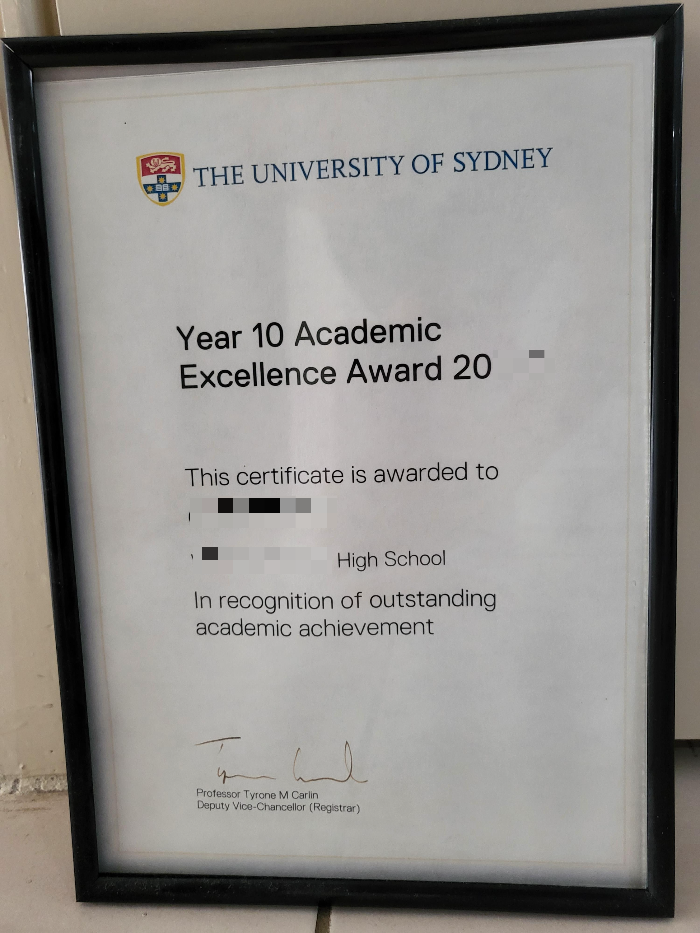 THE UNIVERSITY OF SYDNEY
Year 10 Academic
Excellence Award 20
This certificate is awarded to
High School
In recognition of outstanding
academic achievement
Professor Tyrone M Carlin
Deputy Vice-Chancellor (Registrar)